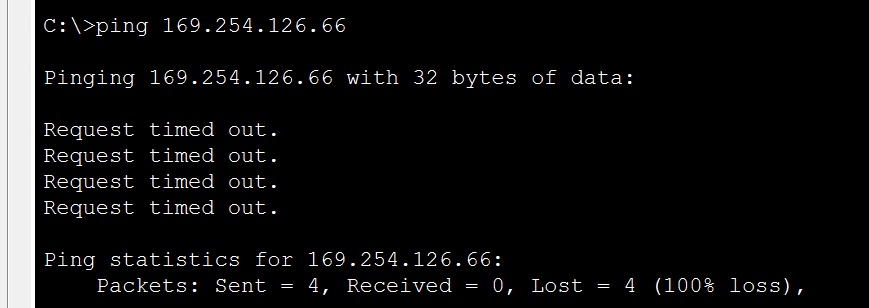 C:\>ping 169.254.126.66
Pinging 169.254.126.66 with 32 bytes of data:
Request timed out.
Request timed out.
Request timed out.
Request timed out.
Ping statistics for 169.254.126.66:
Packets: Sent = 4, Received = 0, Lost = 4 (100% loss),